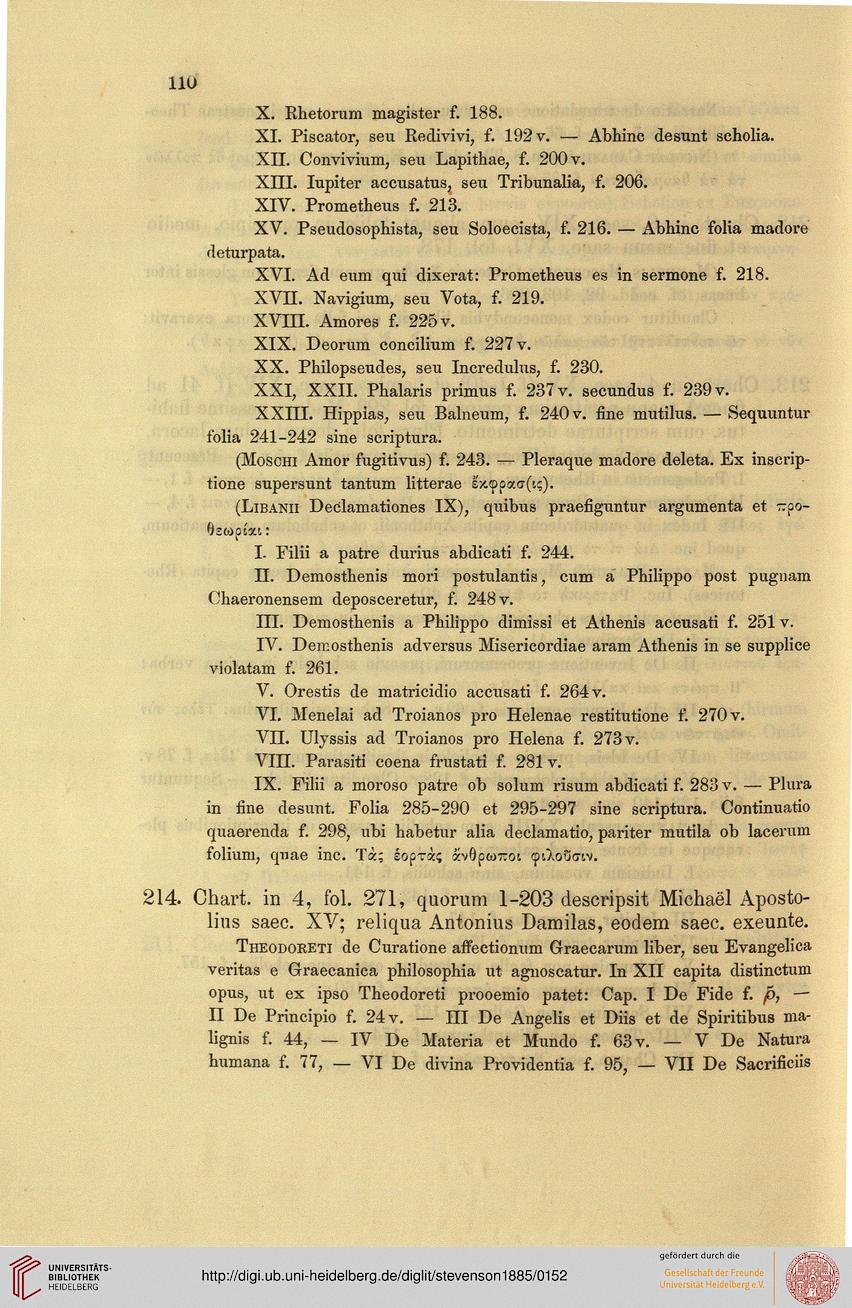 110
X. Rhetorum magister f. 188.
XI. Piscator, seu Redivivi, f. 192 v. — Abhinc desunt scholia.
XII. Convivium, seu Lapithae, f. 200 v.
XIII. Iupiter accusatus, seu Tribunalia, f. 206.
XIV. Prometheus f. 213.
XV. Pseudosophista, seu Soloecista, f. 216. — Abhinc folia madore
deturpata.
XVI. Ad eum qui dixerat: Prometheus es in sermone f. 218.
XVII. Navigium, seu Vota, f. 219.
XVIII. Amores f. 225 v.
XIX. Deorum concilium f. 227 v.
XX. Philopseudes, seu Incredulus, f. 230.
XXI, XXII. Phalaris primus f. 237 v. secundus f. 239 v.
XXIII. Hippias, seu Balneum, f. 240 v. fine mutilus. — Sequuntur
folia 241-242 sine scriptura.
(Moschi Amor fugitivus) f. 243. — Pleraque madore deleta. Ex inscrip-
tione supersunt tantum litterae ἔκφρασ(ις).
(Libanii Declamationes IX), quibus praefiguntur argumenta et προ-
θεωρίαι:
I. Filii a patre durius abdicati f. 244.
II. Demosthenis mori postulantis, cum a Philippo post pugnam
Chaeronensem deposceretur, f. 248 v.
III. Demosthenis a Philippo dimissi et Athenis accusati f. 251 v.
IV. Demosthenis adversus Misericordiae aram Athenis in se supplice
violatam f. 261.
V. Orestis de matricidio accusati f. 264 v.
VI. Menelai ad Troianos pro Helenae restitutione f. 270 v.
VII. Ulyssis ad Troianos pro Helena f. 273 v.
VIII. Parasiti coena frustati f. 281 v.
IX. Filii a moroso patre ob solum risum abdicati f. 283 v. — Plura
in fine desunt. Folia 285-290 et 295-297 sine scriptura. Continuatio
quaerenda f. 298, ubi habetur alia declamatio, pariter mutila ob lacerum
folium, quae inc. Τὰς ἑορτὰς ἄνθρωποι φιλοῦσιν.
214. Chart. in 4, fol. 271, quorum 1-203 descripsit Michaël Aposto-
lius saec. XV; reliqua Antonius Damilas, eodem saec. exeunte.
Theodoreti de Curatione affectionum Graecarum liber, seu Evangelica
veritas e Graecanica philosophia ut agnoscatur. In XII capita distinctum
opus, ut ex ipso Theodoreti prooemio patet: Cap. I De Fide f. , —
II De Principio f. 24 v. — III De Angelis et Diis et de Spiritibus ma-
lignis f. 44, — IV De Materia et Mundo f. 63 v. — V De Natura
humana f. 77, — VI De divina Providentia f. 95, — VII De Sacrificiis
UNIVERSITÄTS-
BIBLIOTHEK
HEIDELBERG
http://digi.ub.uni-heidelberg.de/diglit/stevenson1885/0152
gefördert durch die
Gesellschaft der Freunde
Universität Heidelberg e.V.